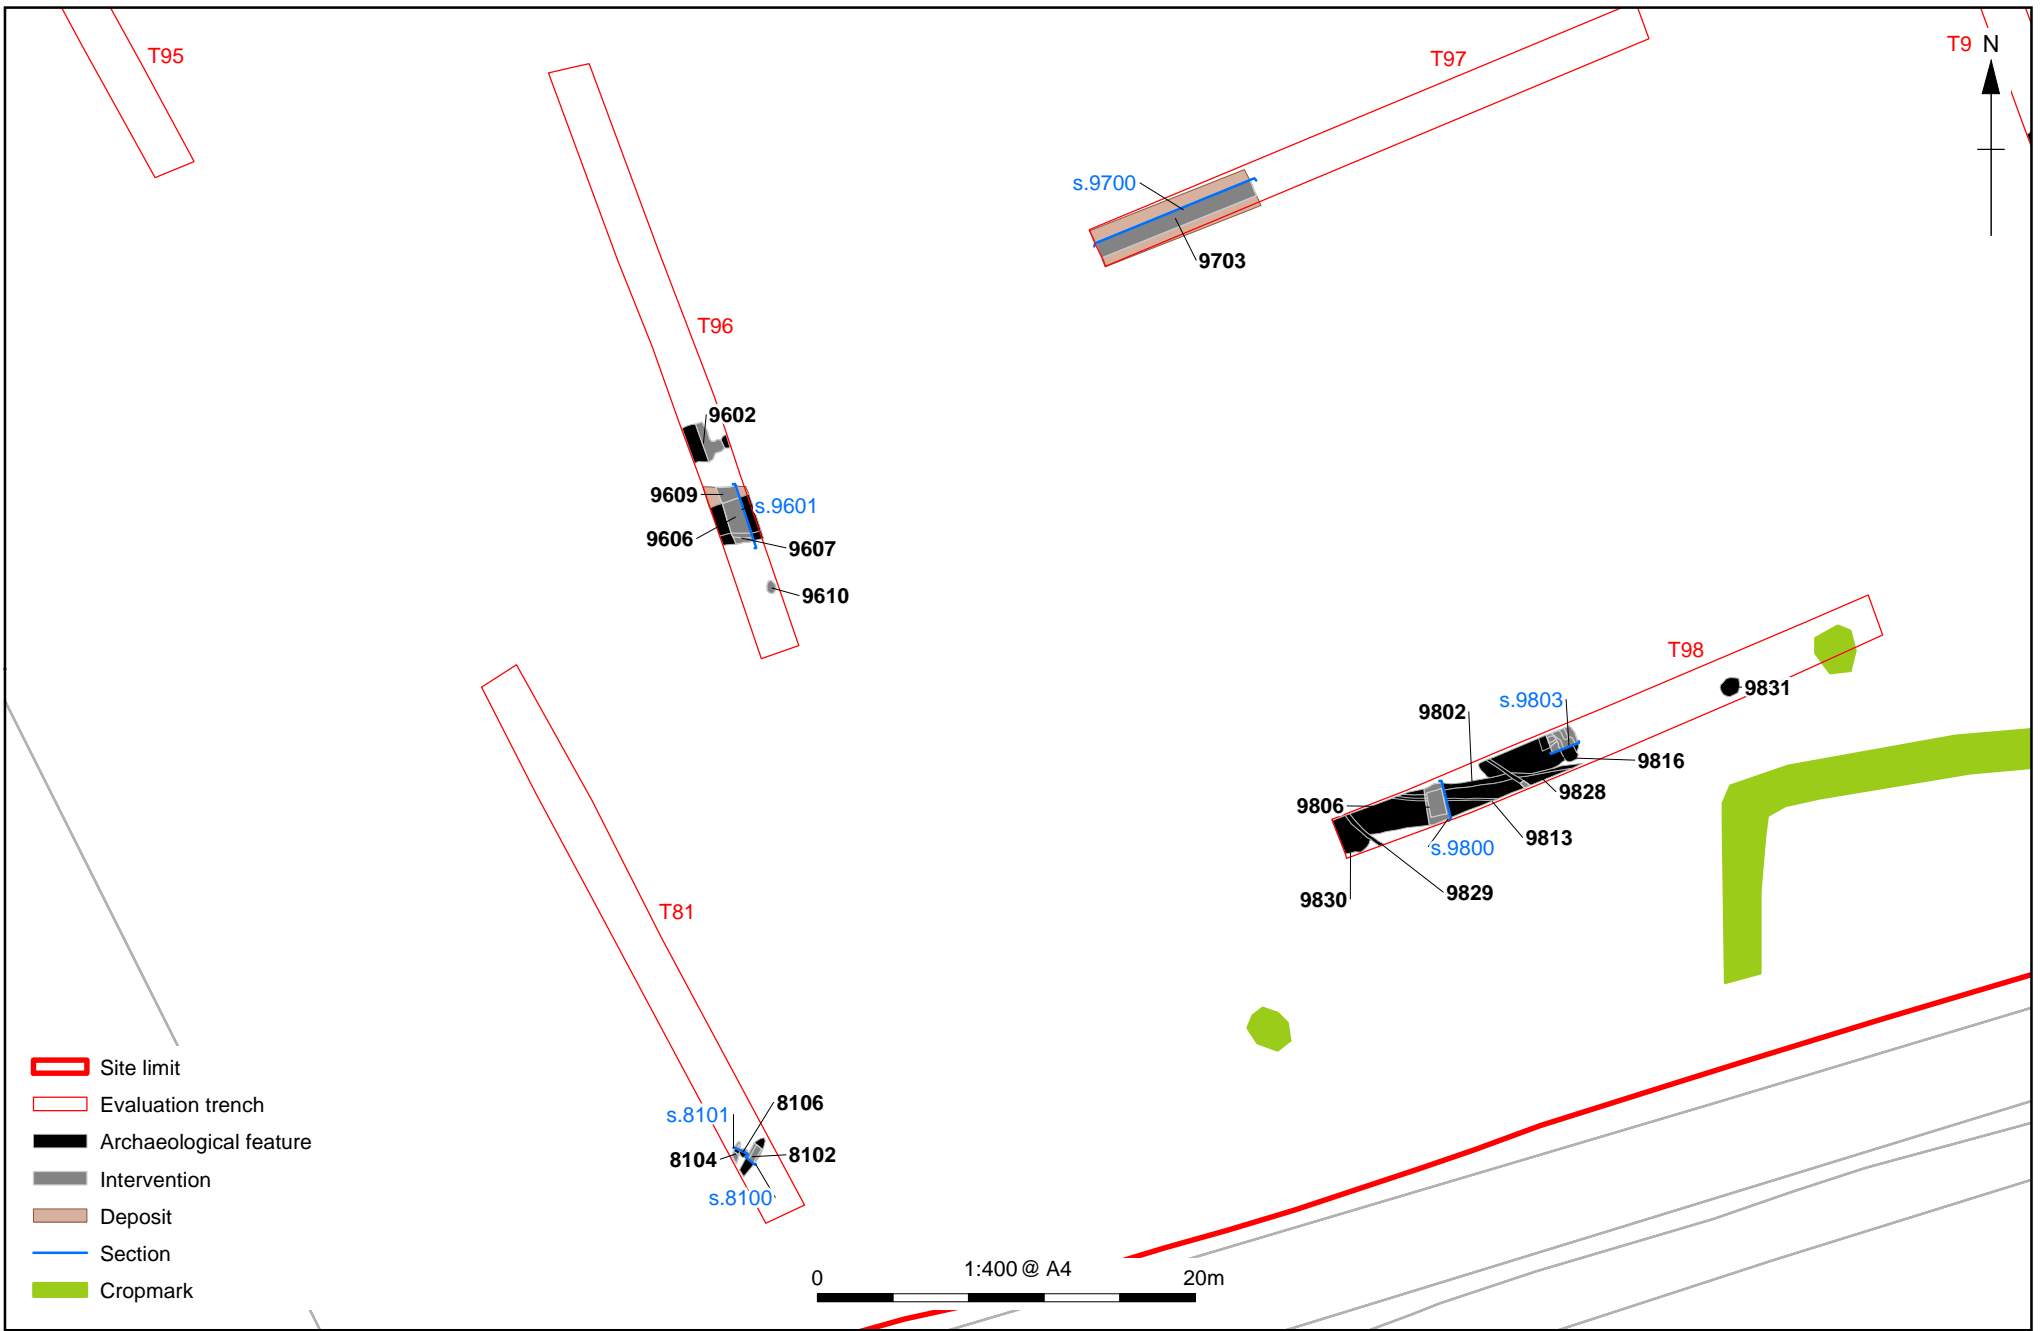 T95
T97
T9 N
s.9700
9703
T96
9602
9609
s.9601
9606
9607
9610
T98
9831
s.9803
9802
9816
9828
9806
9813
s.9800
9829
9830
T81
8106
s.8101
8102
8104
s.8100
Site limit
Evaluation trench
Archaeological feature
Intervention
Deposit
Section
Cropmark
1:400 @ A4
0 20m